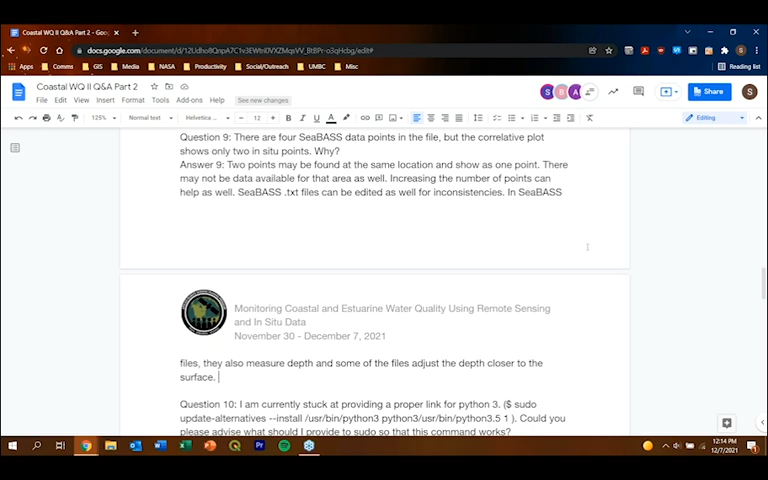 Coastal WQ II Q&A Part 2 - Goo
docs.google.com/document/d/
Apps Comms GIS Media NASA Productivity Social/Outreach UMBC Misc Reading list
Coastal WQ II Q&A Part 2
File Edit View Insert Format Tools Add-ons Help See new changes
S B A Share S
125% Normal text Helvetica ... 12 B I U A Editing
Question 9: There are four SeaBASS data points in the file, but the correlative plot
shows only two in situ points. Why?
Answer 9: Two points may be found at the same location and show as one point. There
may not be data available for that area as well. Increasing the number of points can
help as well. SeaBASS .txt files can be edited as well for inconsistencies. In SeaBASS
Monitoring Coastal and Estuarine Water Quality Using Remote Sensing
and In Situ Data
November 30 - December 7, 2021
files, they also measure depth and some of the files adjust the depth closer to the
surface.
Question 10: I am currently stuck at providing a proper link for python 3. ($ sudo
update-alternatives --install /usr/bin/python3 python3/usr/bin/python3.5 1 ). Could you
please advise what should I provide to sudo so that this command works?
12:14 PM
12/7/2021